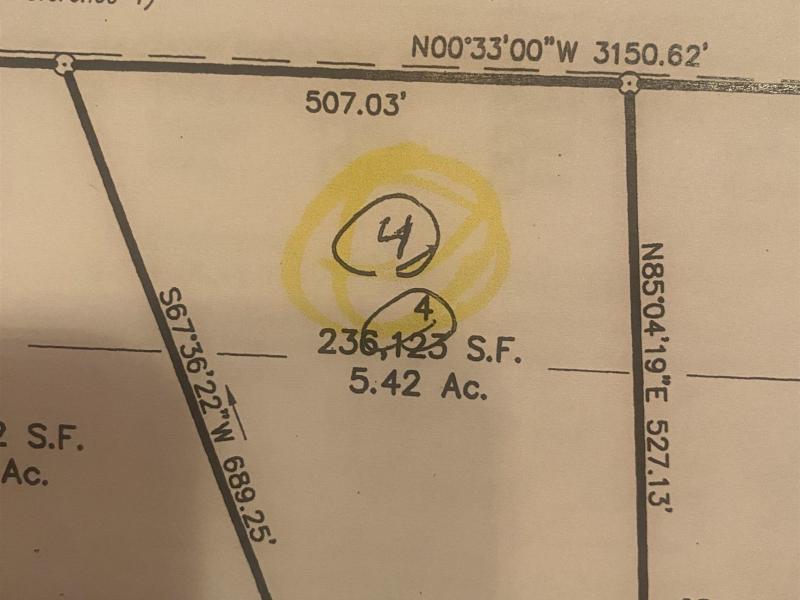 N00°33'00"W 3150.62'
507.03'
4
4
236,123 S.F.
5.42 Ac.
S67°36'22"W 689.25'
N85°04'19"E 527.13'
S.F.
Ac.